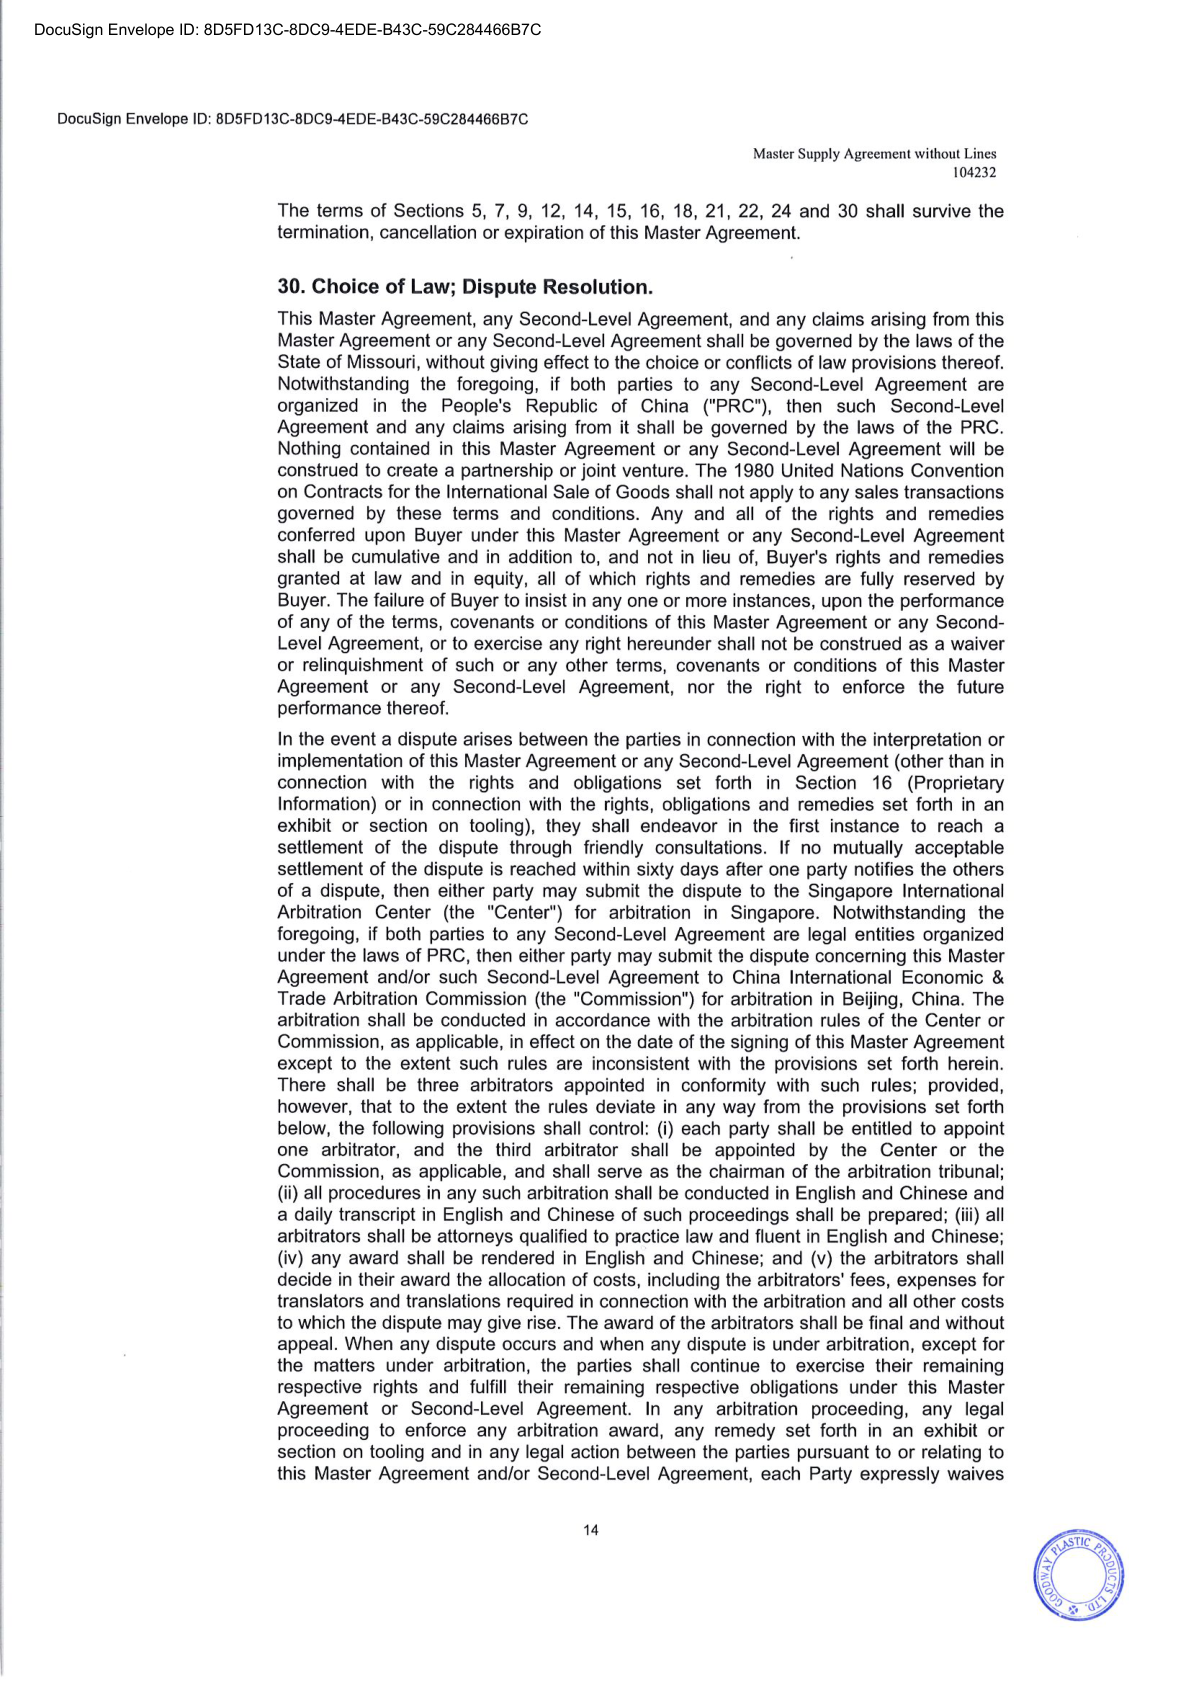 DocuSign Envelope ID: 8D5FD13C-8DC9-4EDE-B43C-59C284466B7C
DocuSign Envelope ID: 8D5FD13C-8DC9-4EDE-B43C-59C284466B7C
Master Supply Agreement without Lines
104232
The terms of Sections 5, 7, 9, 12, 14, 15, 16, 18, 21, 22, 24 and 30 shall survive the
termination, cancellation or expiration of this Master Agreement.
30. Choice of Law; Dispute Resolution.
This Master Agreement, any Second-Level Agreement, and any claims arising from this
Master Agreement or any Second-Level Agreement shall be governed by the laws of the
State of Missouri, without giving effect to the choice or conflicts of law provisions thereof.
Notwithstanding the foregoing, if both parties to any Second-Level Agreement are
organized in the People's Republic of China ("PRC"), then such Second-Level
Agreement and any claims arising from it shall be governed by the laws of the PRC.
Nothing contained in this Master Agreement or any Second-Level Agreement will be
construed to create a partnership or joint venture. The 1980 United Nations Convention
on Contracts for the International Sale of Goods shall not apply to any sales transactions
governed by these terms and conditions. Any and all of the rights and remedies
conferred upon Buyer under this Master Agreement or any Second-Level Agreement
shall be cumulative and in addition to, and not in lieu of, Buyer's rights and remedies
granted at law and in equity, all of which rights and remedies are fully reserved by
Buyer. The failure of Buyer to insist in any one or more instances, upon the performance
of any of the terms, covenants or conditions of this Master Agreement or any Second-
Level Agreement, or to exercise any right hereunder shall not be construed as a waiver
or relinquishment of such or any other terms, covenants or conditions of this Master
Agreement or any Second-Level Agreement, nor the right to enforce the future
performance thereof.
In the event a dispute arises between the parties in connection with the interpretation or
implementation of this Master Agreement or any Second-Level Agreement (other than in
connection with the rights and obligations set forth in Section 16 (Proprietary
Information) or in connection with the rights, obligations and remedies set forth in an
exhibit or section on tooling), they shall endeavor in the first instance to reach a
settlement of the dispute through friendly consultations. If no mutually acceptable
settlement of the dispute is reached within sixty days after one party notifies the others
of a dispute, then either party may submit the dispute to the Singapore International
Arbitration Center (the "Center") for arbitration in Singapore. Notwithstanding the
foregoing, if both parties to any Second-Level Agreement are legal entities organized
under the laws of PRC, then either party may submit the dispute concerning this Master
Agreement and/or such Second-Level Agreement to China International Economic &
Trade Arbitration Commission (the "Commission") for arbitration in Beijing, China. The
arbitration shall be conducted in accordance with the arbitration rules of the Center or
Commission, as applicable, in effect on the date of the signing of this Master Agreement
except to the extent such rules are inconsistent with the provisions set forth herein.
There shall be three arbitrators appointed in conformity with such rules; provided,
however, that to the extent the rules deviate in any way from the provisions set forth
below, the following provisions shall control: (i) each party shall be entitled to appoint
one arbitrator, and the third arbitrator shall be appointed by the Center or the
Commission, as applicable, and shall serve as the chairman of the arbitration tribunal;
(ii) all procedures in any such arbitration shall be conducted in English and Chinese and
a daily transcript in English and Chinese of such proceedings shall be prepared; (iii) all
arbitrators shall be attorneys qualified to practice law and fluent in English and Chinese;
(iv) any award shall be rendered in English and Chinese; and (v) the arbitrators shall
decide in their award the allocation of costs, including the arbitrators' fees, expenses for
translators and translations required in connection with the arbitration and all other costs
to which the dispute may give rise. The award of the arbitrators shall be final and without
appeal. When any dispute occurs and when any dispute is under arbitration, except for
the matters under arbitration, the parties shall continue to exercise their remaining
respective rights and fulfill their remaining respective obligations under this Master
Agreement or Second-Level Agreement. In any arbitration proceeding, any legal
proceeding to enforce any arbitration award, any remedy set forth in an exhibit or
section on tooling and in any legal action between the parties pursuant to or relating to
this Master Agreement and/or Second-Level Agreement, each Party expressly waives
14
GOODWAY PLASTIC PRODUCTS LTD.